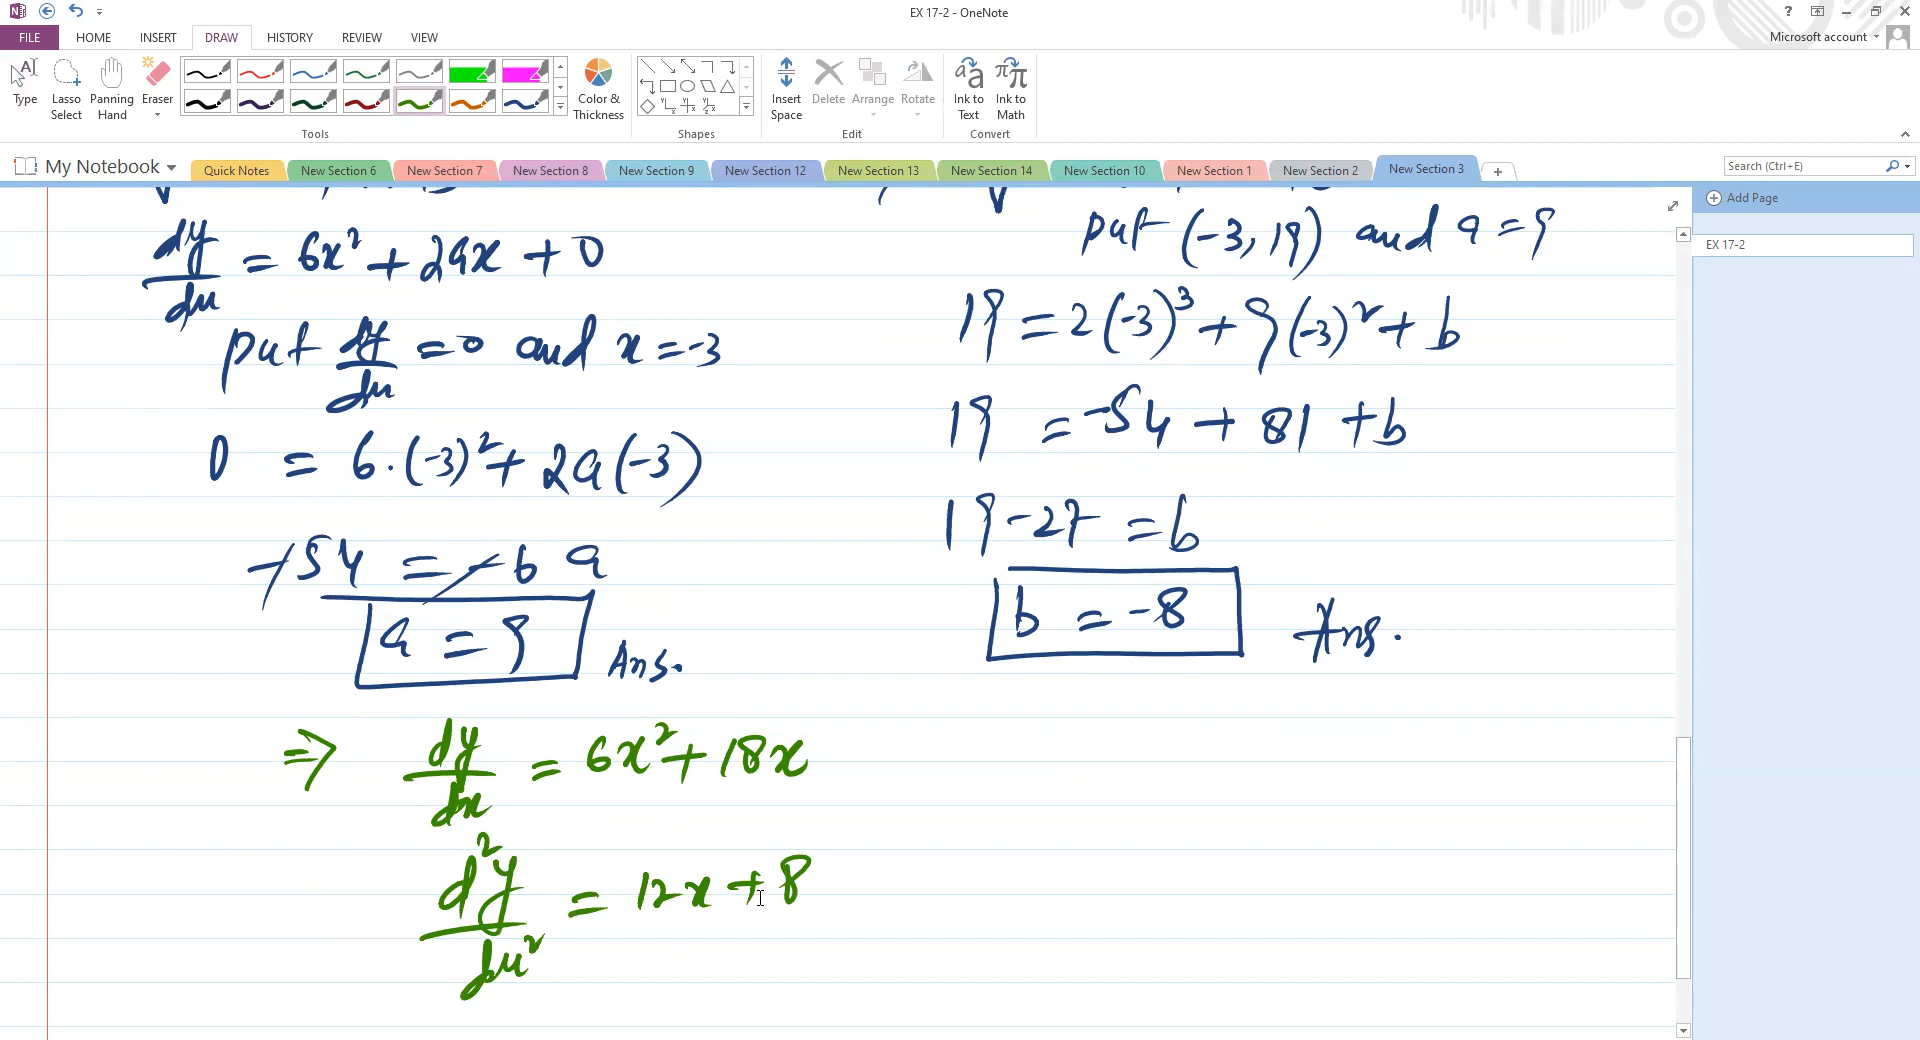 EX 17-2 - OneNote
FILE HOME INSERT DRAW HISTORY REVIEW VIEW
Microsoft account
Type
Lasso Select
Panning Hand
Eraser
Color & Thickness
Insert Space
Delete
Arrange
Rotate
Ink to Text
Ink to Math
Tools
Shapes
Edit
Convert
My Notebook
Quick Notes
New Section 6
New Section 7
New Section 8
New Section 9
New Section 12
New Section 13
New Section 14
New Section 10
New Section 1
New Section 2
New Section 3
Search (Ctrl+E)
Add Page
EX 17-2
dy/dx = 6x² + 2ax + 0
put dy/dx = 0 and x = -3
0 = 6·(-3)² + 2a(-3)
-54 = -6a
a = 9 Ans.
put (-3, 19) and a = 9
19 = 2(-3)³ + 9(-3)² + b
19 = -54 + 81 + b
19 - 27 = b
b = -8 Ans.
⇒ dy/dx = 6x² + 18x
d²y/dx² = 12x + 8